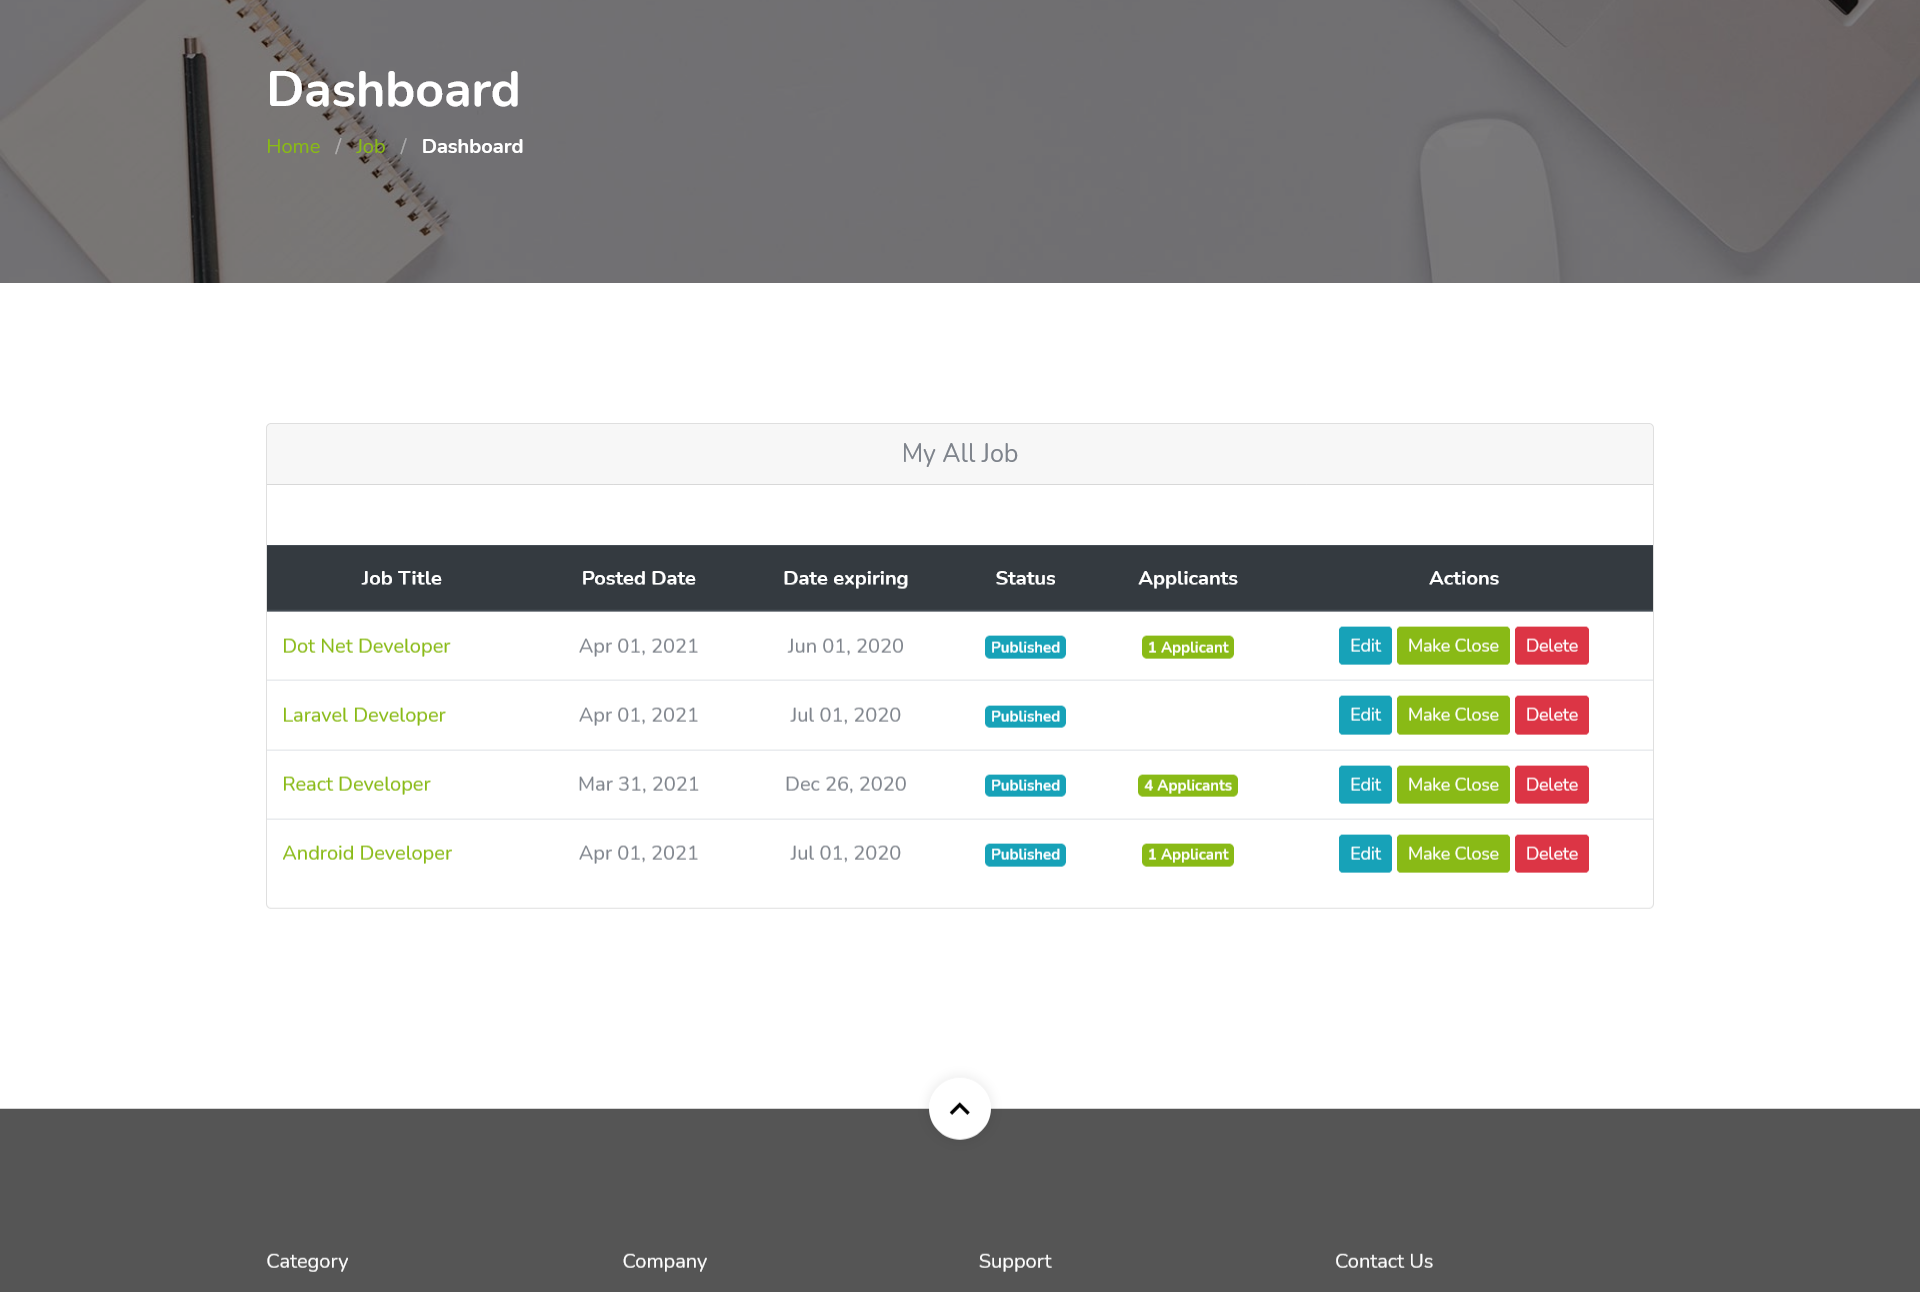 Dashboard
Home / Job / Dashboard
My All Job
Job Title Posted Date Date expiring Status Applicants Actions
Dot Net Developer Apr 01, 2021 Jun 01, 2020 Published 1 Applicant Edit Make Close Delete
Laravel Developer Apr 01, 2021 Jul 01, 2020 Published Edit Make Close Delete
React Developer Mar 31, 2021 Dec 26, 2020 Published 4 Applicants Edit Make Close Delete
Android Developer Apr 01, 2021 Jul 01, 2020 Published 1 Applicant Edit Make Close Delete
Category Company Support Contact Us